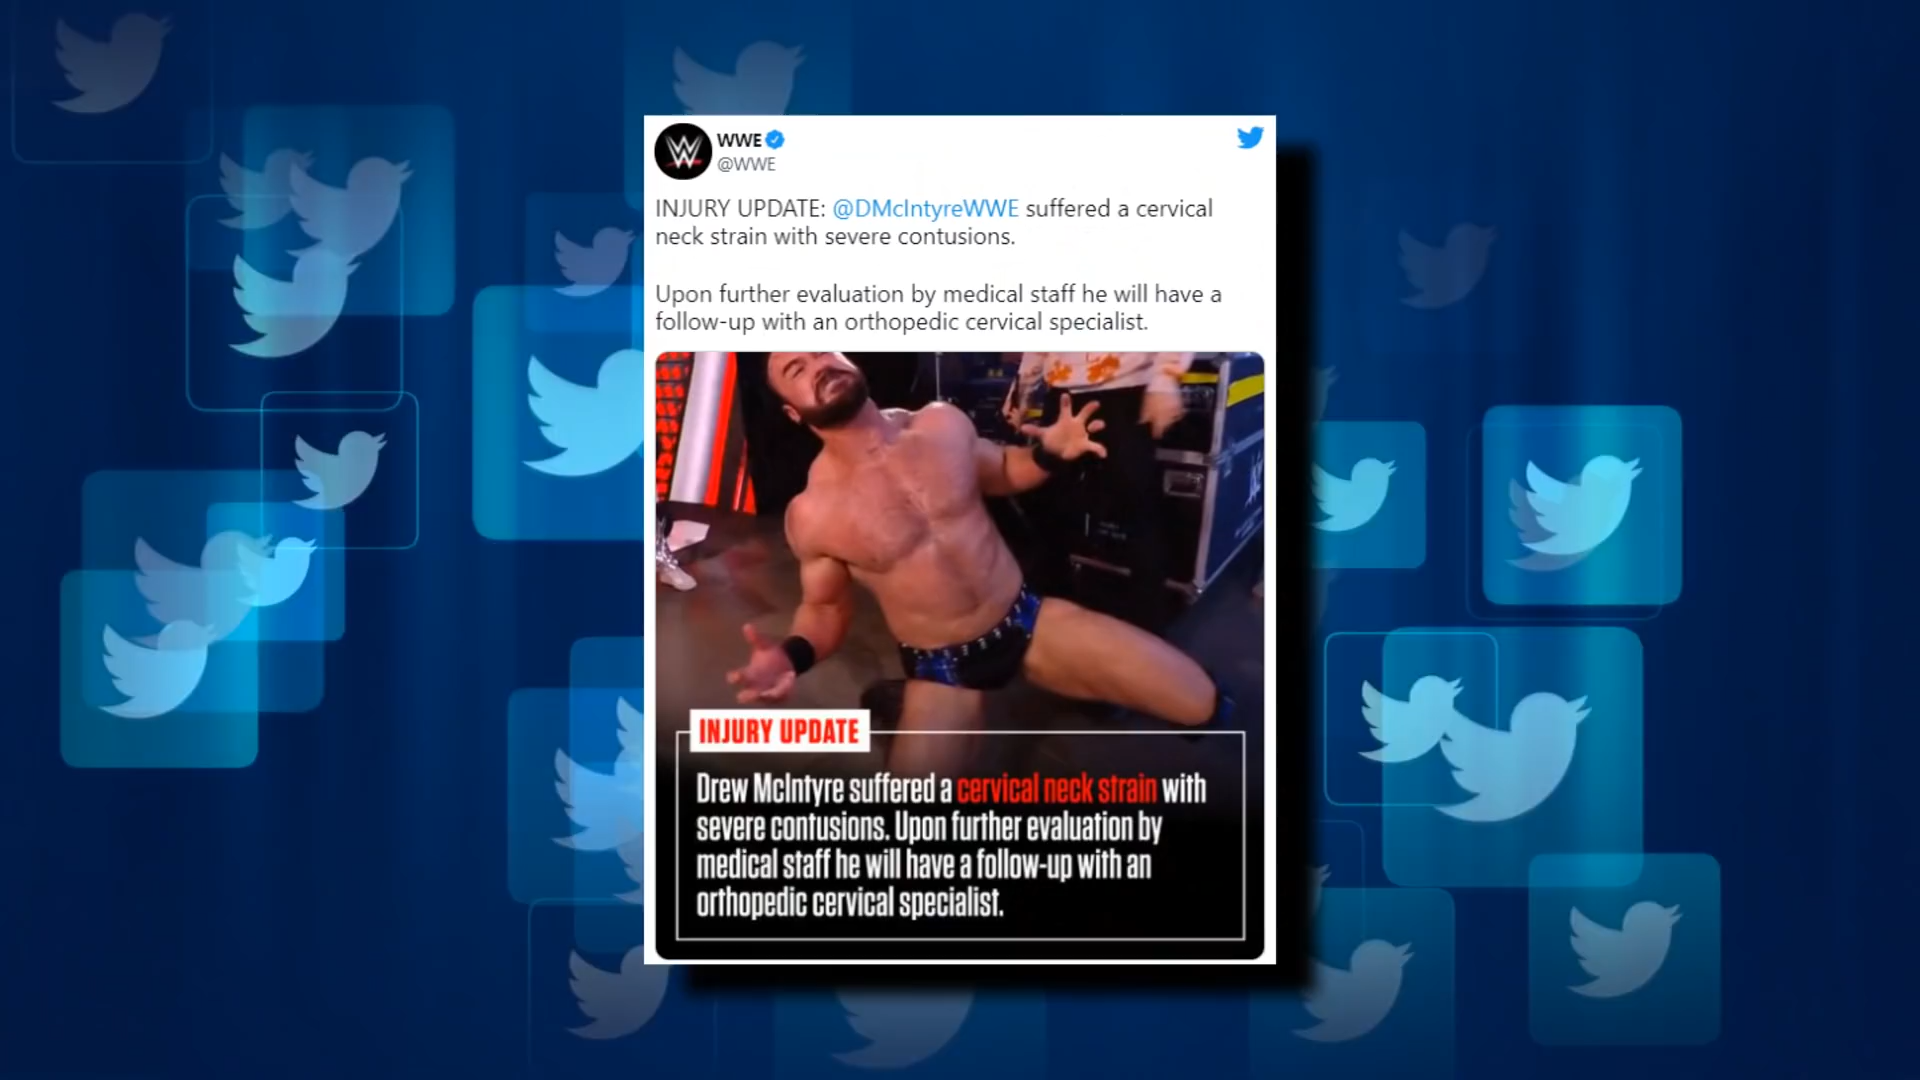 WWE
@WWE
INJURY UPDATE: @DMcIntyreWWE suffered a cervical
neck strain with severe contusions.
Upon further evaluation by medical staff he will have a
follow-up with an orthopedic cervical specialist.
INJURY UPDATE
Drew McIntyre suffered a cervical neck strain with
severe contusions. Upon further evaluation by
medical staff he will have a follow-up with an
orthopedic cervical specialist.